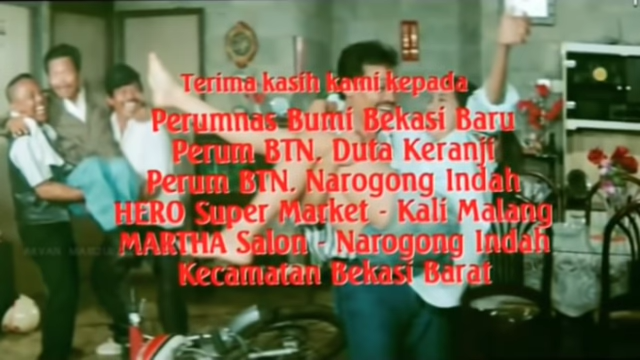 Terima kasih kami kepada
Perumnas Bumi Bekasi Baru
Perum BTN. Duta Keranji
Perum BTN. Narogong Indah
HERO Super Market - Kali Malang
MARTHA Salon - Narogong Indah
Kecamatan Bekasi Barat